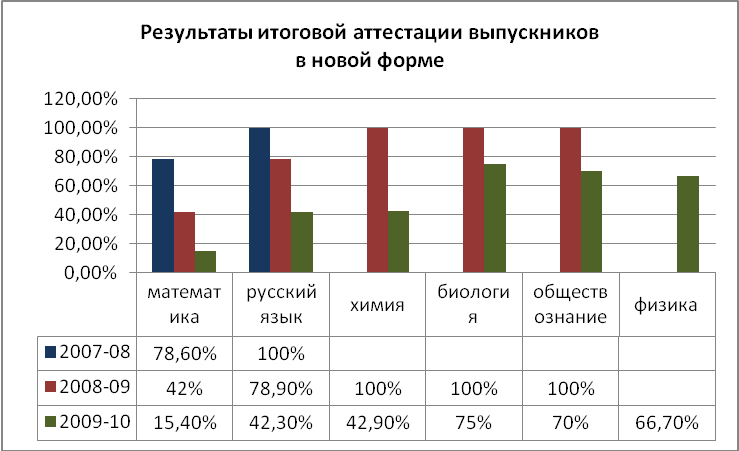 Результаты итоговой аттестации выпускников
в новой форме
120,00%
100,00%
80,00%
60,00%
40,00%
20,00%
0,00%
математ
ика
русский
язык
химия
биологи
я
обществ
ознание
физика
2007-08 78,60% 100%
2008-09 42% 78,90% 100% 100% 100%
2009-10 15,40% 42,30% 42,90% 75% 70% 66,70%